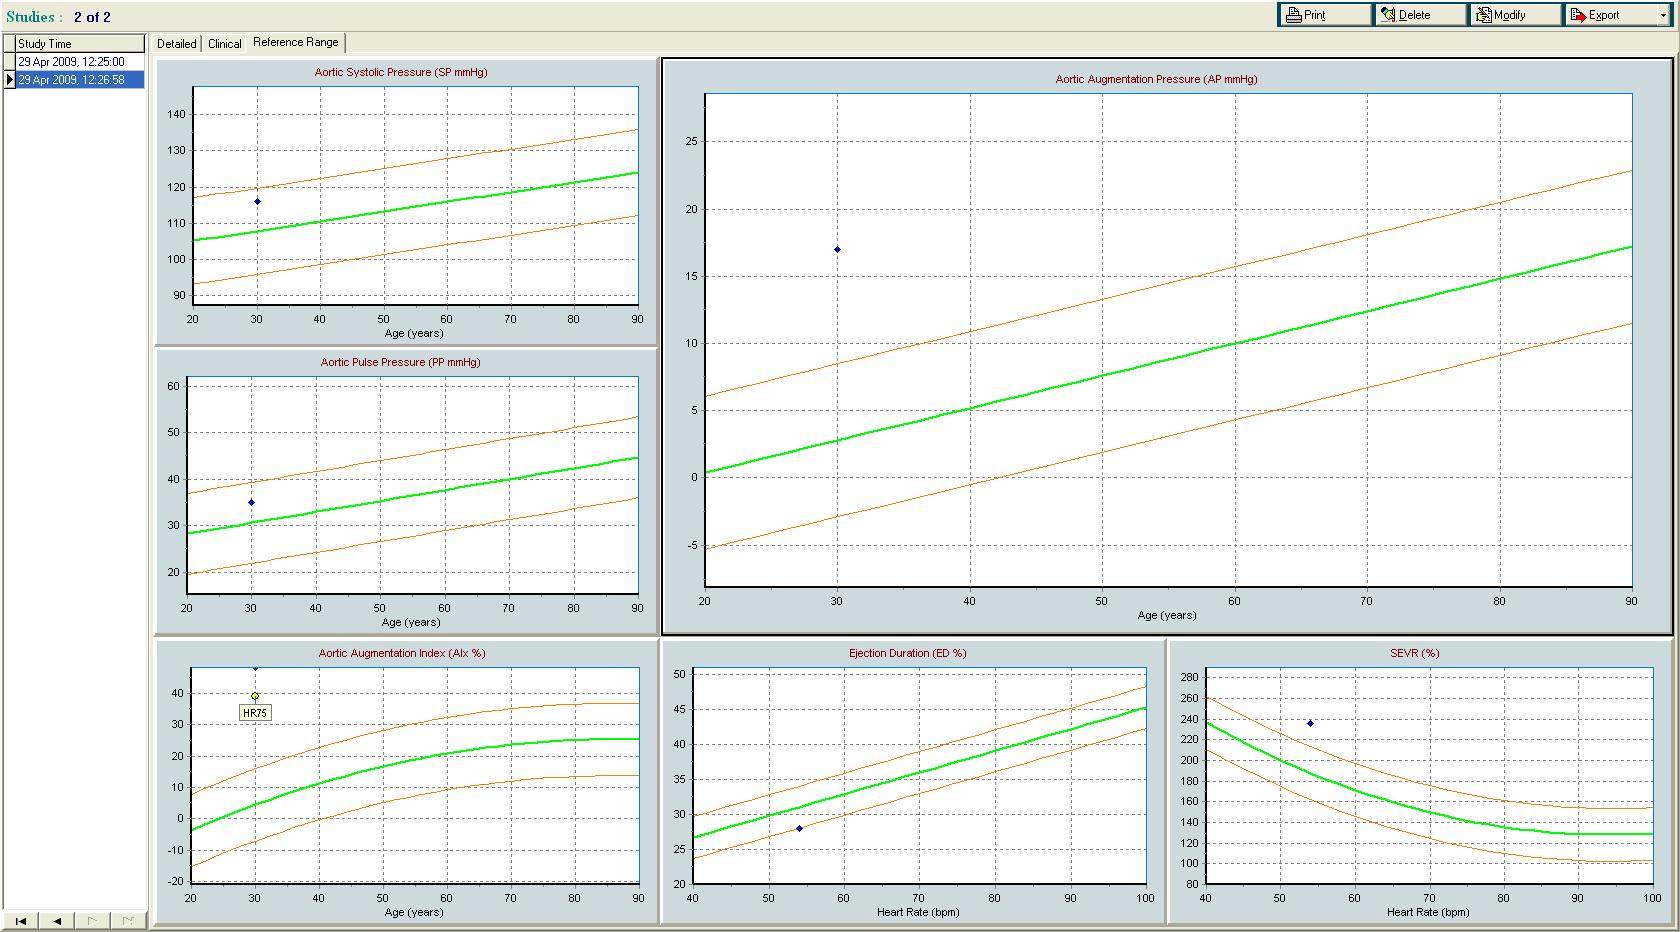 Studies : 2 of 2
Print Delete Modify Export
Study Time
29 Apr 2009, 12:25:00
29 Apr 2009, 12:26:58
Detailed Clinical Reference Range
Aortic Systolic Pressure (SP mmHg)
140
130
120
110
100
90
20 30 40 50 60 70 80 90
Age (years)
Aortic Pulse Pressure (PP mmHg)
60
50
40
30
20
20 30 40 50 60 70 80 90
Age (years)
Aortic Augmentation Pressure (AP mmHg)
25
20
15
10
5
0
-5
20 30 40 50 60 70 80 90
Age (years)
Aortic Augmentation Index (AIx %)
40
HR75
30
20
10
0
-10
-20
20 30 40 50 60 70 80 90
Age (years)
Ejection Duration (ED %)
50
45
40
35
30
25
20
40 50 60 70 80 90 100
Heart Rate (bpm)
SEVR (%)
280
260
240
220
200
180
160
140
120
100
80
40 50 60 70 80 90 100
Heart Rate (bpm)